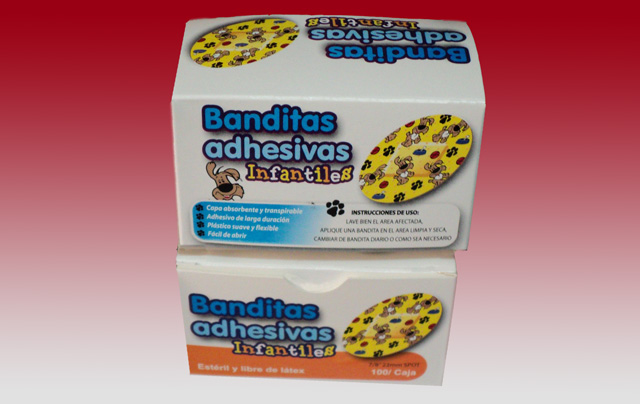 Banditas
adhesivas
Infantiles
Banditas
adhesivas
Infantiles
Capa absorbente y transpirable
Adhesivo de larga duración
Plástico suave y flexible
Fácil de abrir
INSTRUCCIONES DE USO:
LAVE BIEN EL AREA AFECTADA,
APLIQUE UNA BANDITA EN EL AREA LIMPIA Y SECA,
CAMBIAR DE BANDITA DIARIO O COMO SEA NECESARIO
Banditas
adhesivas
Infantiles
Estéril y libre de látex
SPOT
100/ Caja